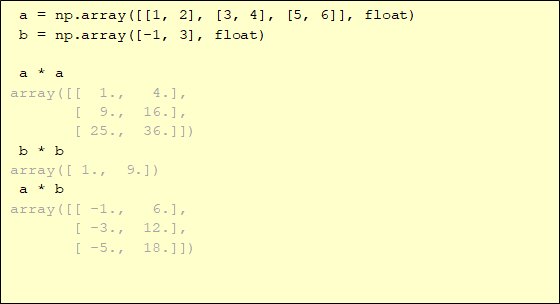 a = np.array([[1, 2], [3, 4], [5, 6]], float)
b = np.array([-1, 3], float)
a * a
array([[ 1., 4.],
[ 9., 16.],
[ 25., 36.]])
b * b
array([ 1., 9.])
a * b
array([[ -1., 6.],
[ -3., 12.],
[ -5., 18.]])